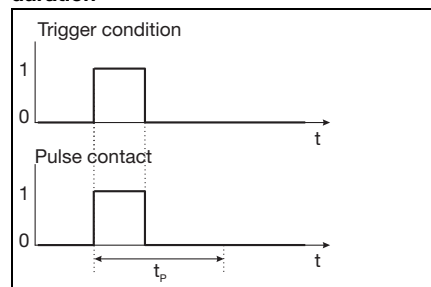 duration
Trigger condition
1
0
t
Pulse contact
1
0
t
tP